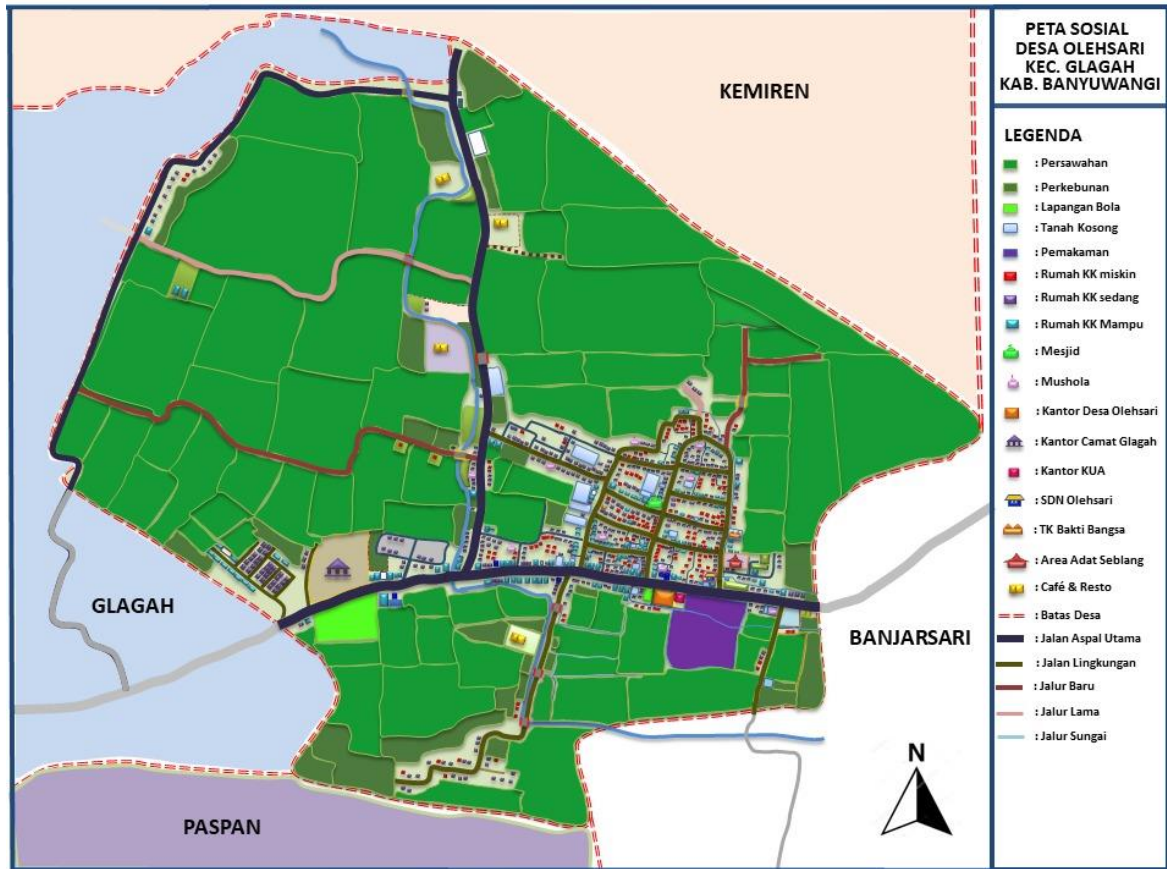 PETA SOSIAL
DESA OLEHSARI
KEC. GLAGAH
KAB. BANYUWANGI
LEGENDA
: Persawahan
: Perkebunan
: Lapangan Bola
: Tanah Kosong
: Pemakaman
: Rumah KK miskin
: Rumah KK sedang
: Rumah KK Mampu
: Mesjid
: Mushola
: Kantor Desa Olehsari
: Kantor Camat Glagah
: Kantor KUA
: SDN Olehsari
: TK Bakti Bangsa
: Area Adat Seblang
: Café & Resto
: Batas Desa
: Jalan Aspal Utama
: Jalan Lingkungan
: Jalur Baru
: Jalur Lama
: Jalur Sungai
KEMIREN
GLAGAH
BANJARSARI
PASPAN
N